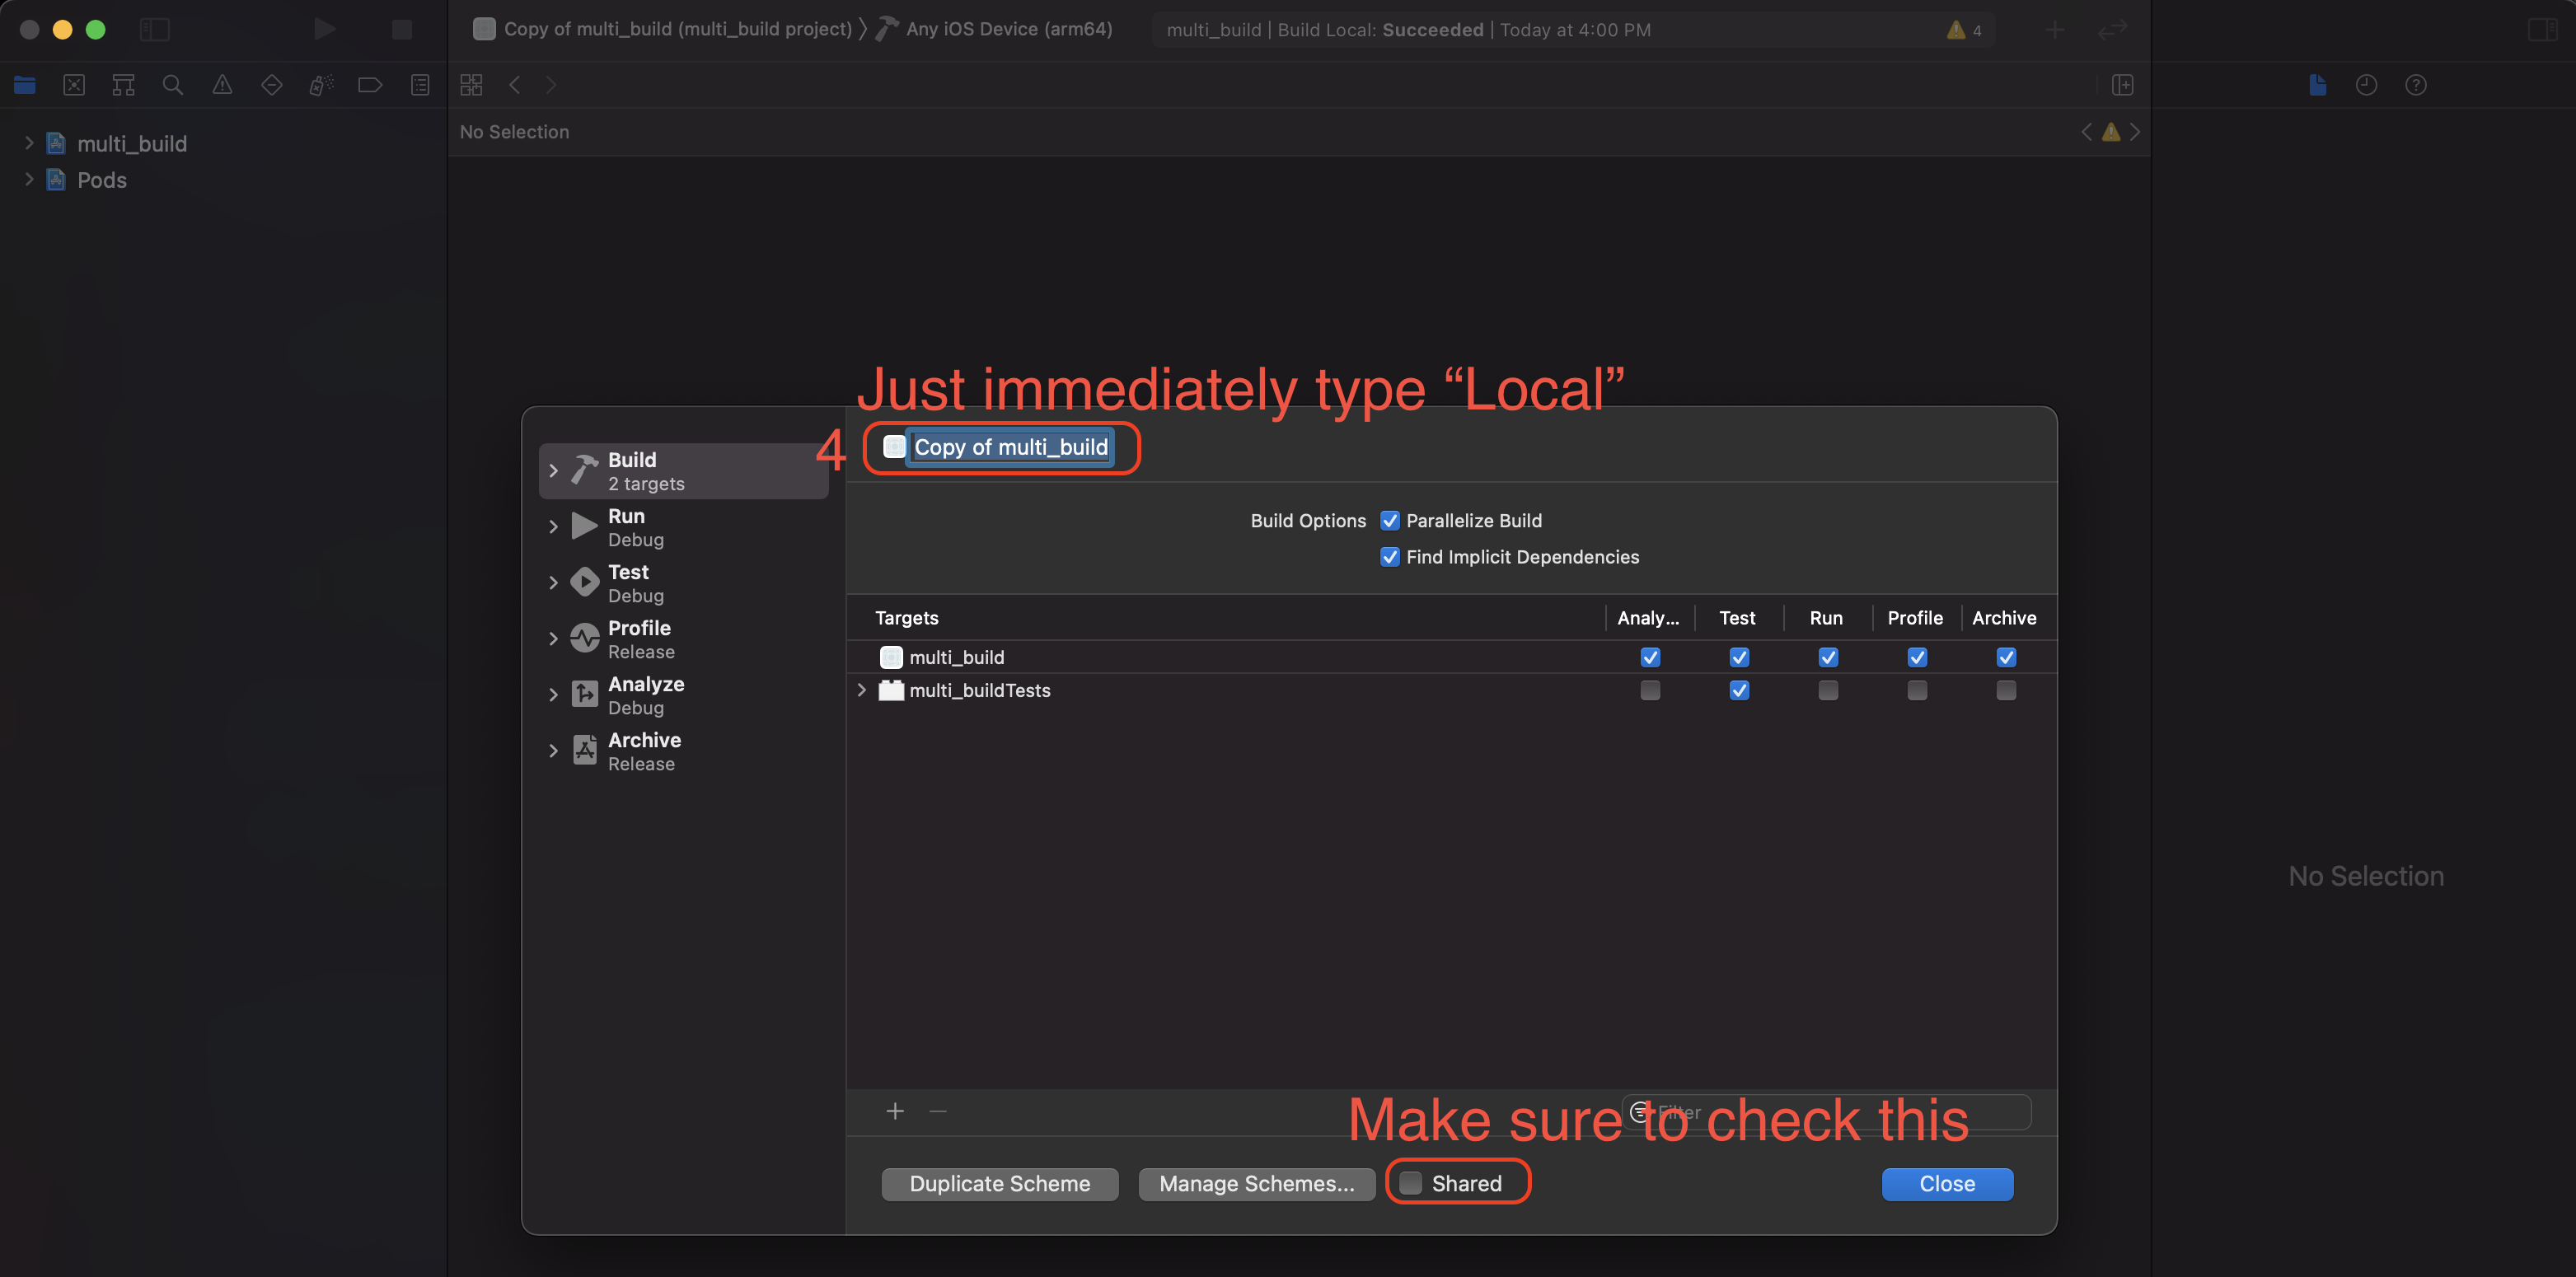 Copy of multi_build (multi_build project) 〉 Any iOS Device (arm64)
multi_build | Build Local: Succeeded | Today at 4:00 PM
4
No Selection
multi_build
Pods
Just immediately type “Local”
4
Copy of multi_build
Build
2 targets
Run
Debug
Test
Debug
Profile
Release
Analyze
Debug
Archive
Release
Build Options
Parallelize Build
Find Implicit Dependencies
Targets
Analy...
Test
Run
Profile
Archive
multi_build
multi_buildTests
No Selection
Filter
Make sure to check this
Duplicate Scheme
Manage Schemes...
Shared
Close